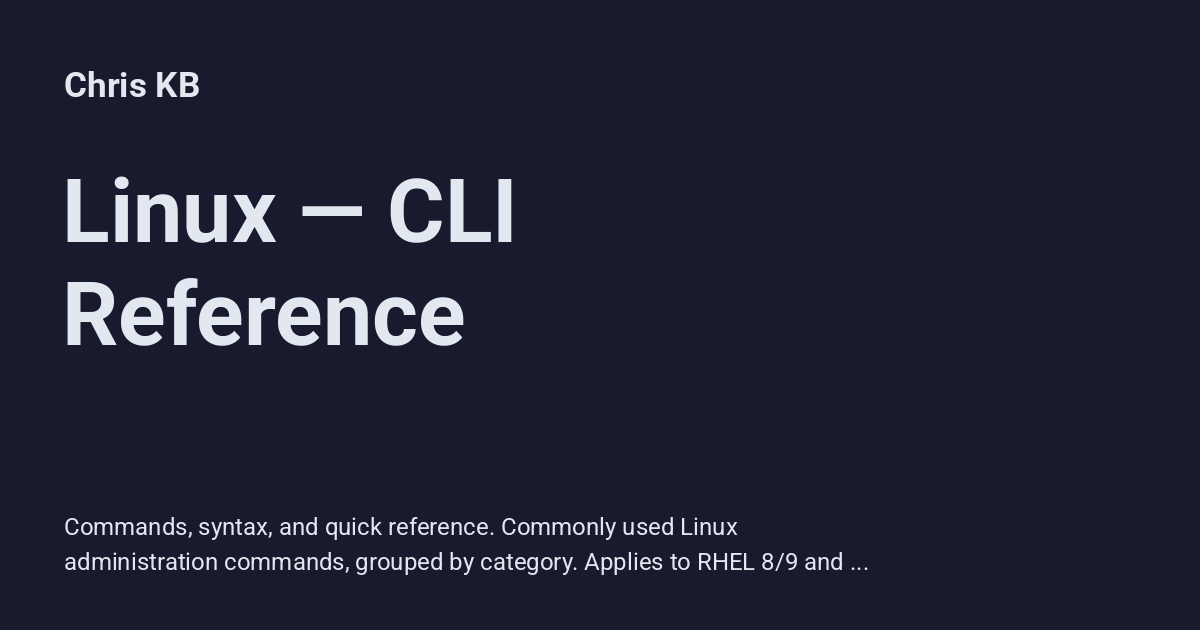 Chris KB
Linux — CLI
Reference
Commands, syntax, and quick reference. Commonly used Linux
administration commands, grouped by category. Applies to RHEL 8/9 and ...